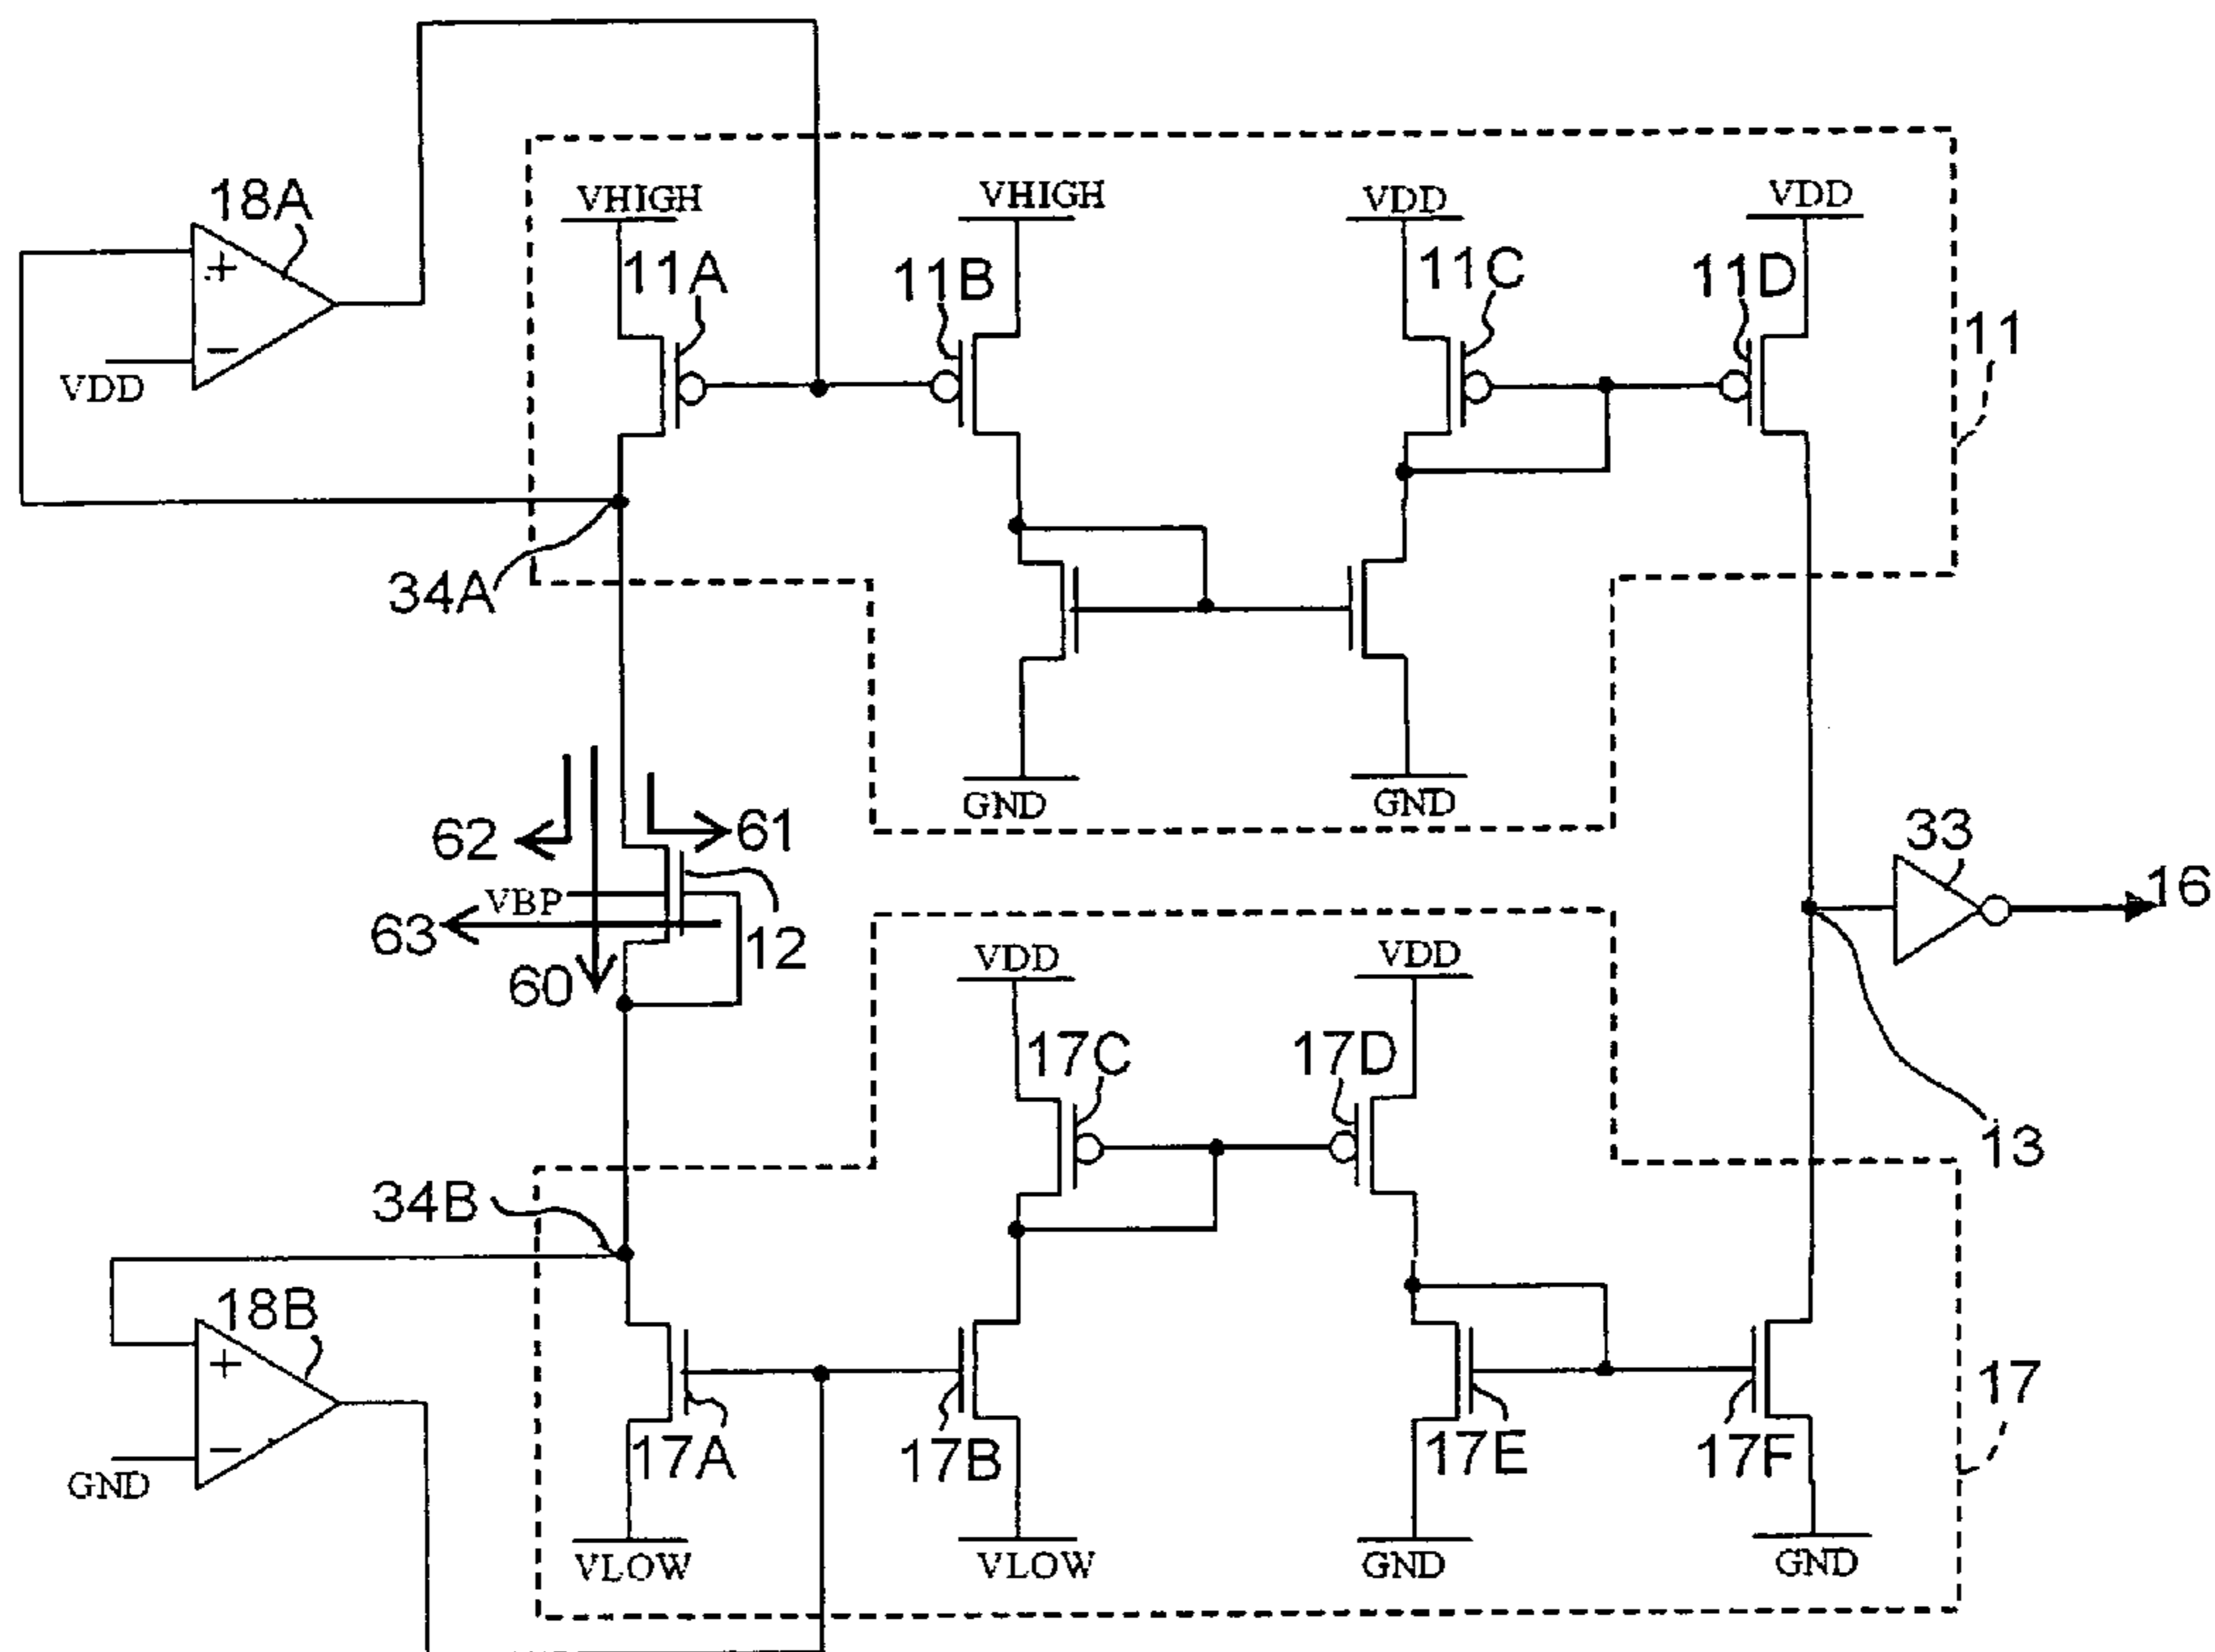 18A
+
−
VDD
VHIGH
11A
VHIGH
11B
VDD
11C
VDD
11D
11
34A
GND
GND
62
61
VBP
63
12
60
33
16
13
VDD
17C
VDD
17D
34B
18B
+
−
GND
17A
VLOW
17B
VLOW
17E
GND
17F
GND
17